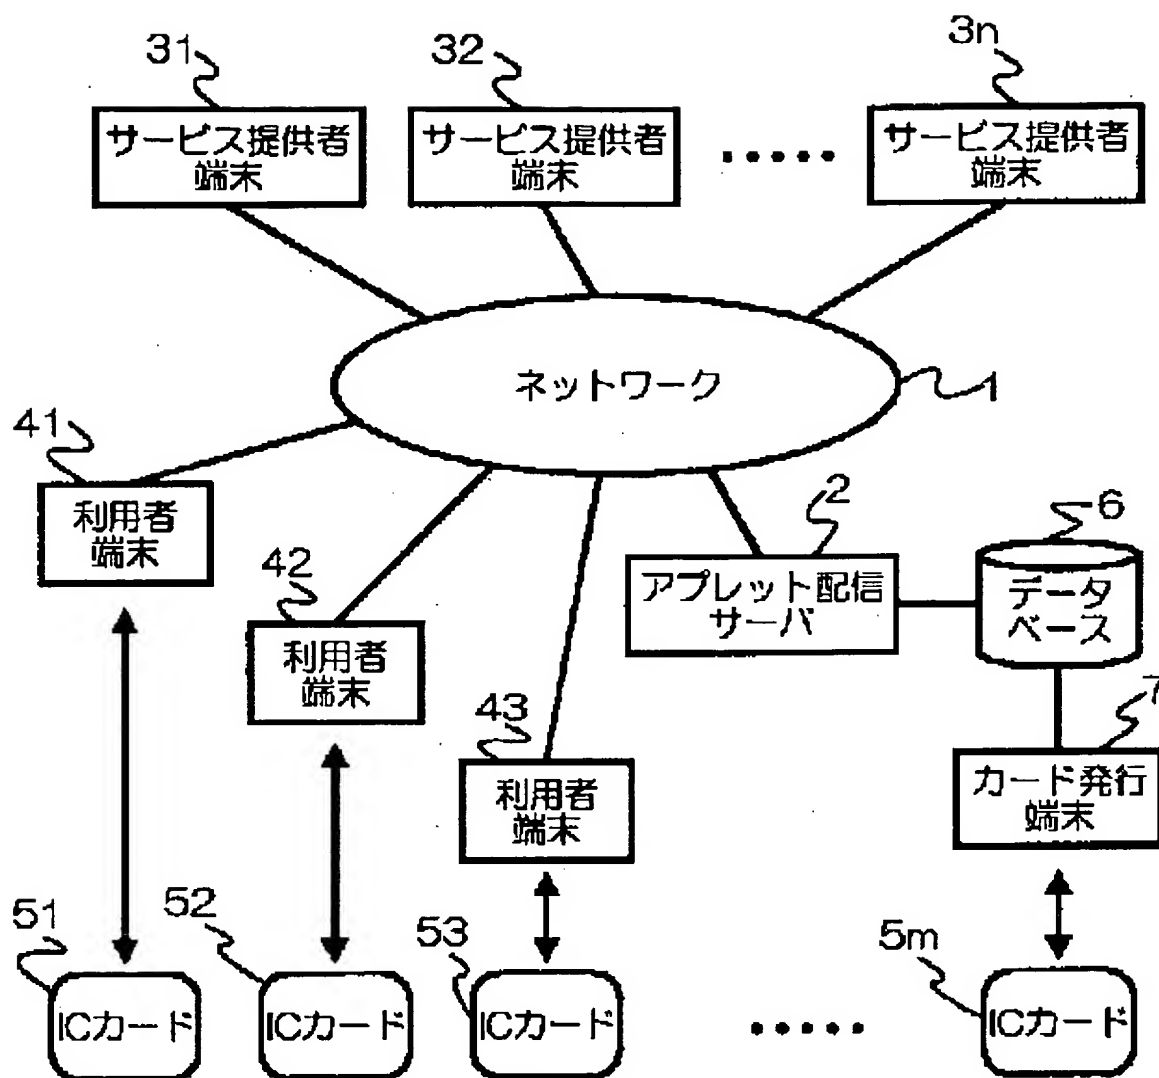 31
32
3n
サービス提供者
端末
サービス提供者
端末
サービス提供者
端末
ネットワーク
1
41
利用者
端末
2
アプレット配信
サーバ
6
データ
ベース
42
利用者
端末
43
利用者
端末
7
カード発行
端末
51
ICカード
52
ICカード
53
ICカード
5m
ICカード